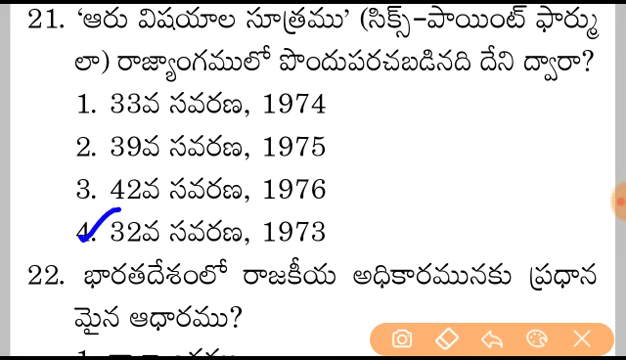 21. ‘ఆరు విషయాల సూత్రము’ (సిక్స్-పాయింట్ ఫార్ము
లా) రాజ్యాంగములో పొందుపరచబడినది దేని ద్వారా?
1. 33వ సవరణ, 1974
2. 39వ సవరణ, 1975
3. 42వ సవరణ, 1976
4. 32వ సవరణ, 1973
22. భారతదేశంలో రాజకీయ అధికారమునకు ప్రధాన
మైన ఆధారము?